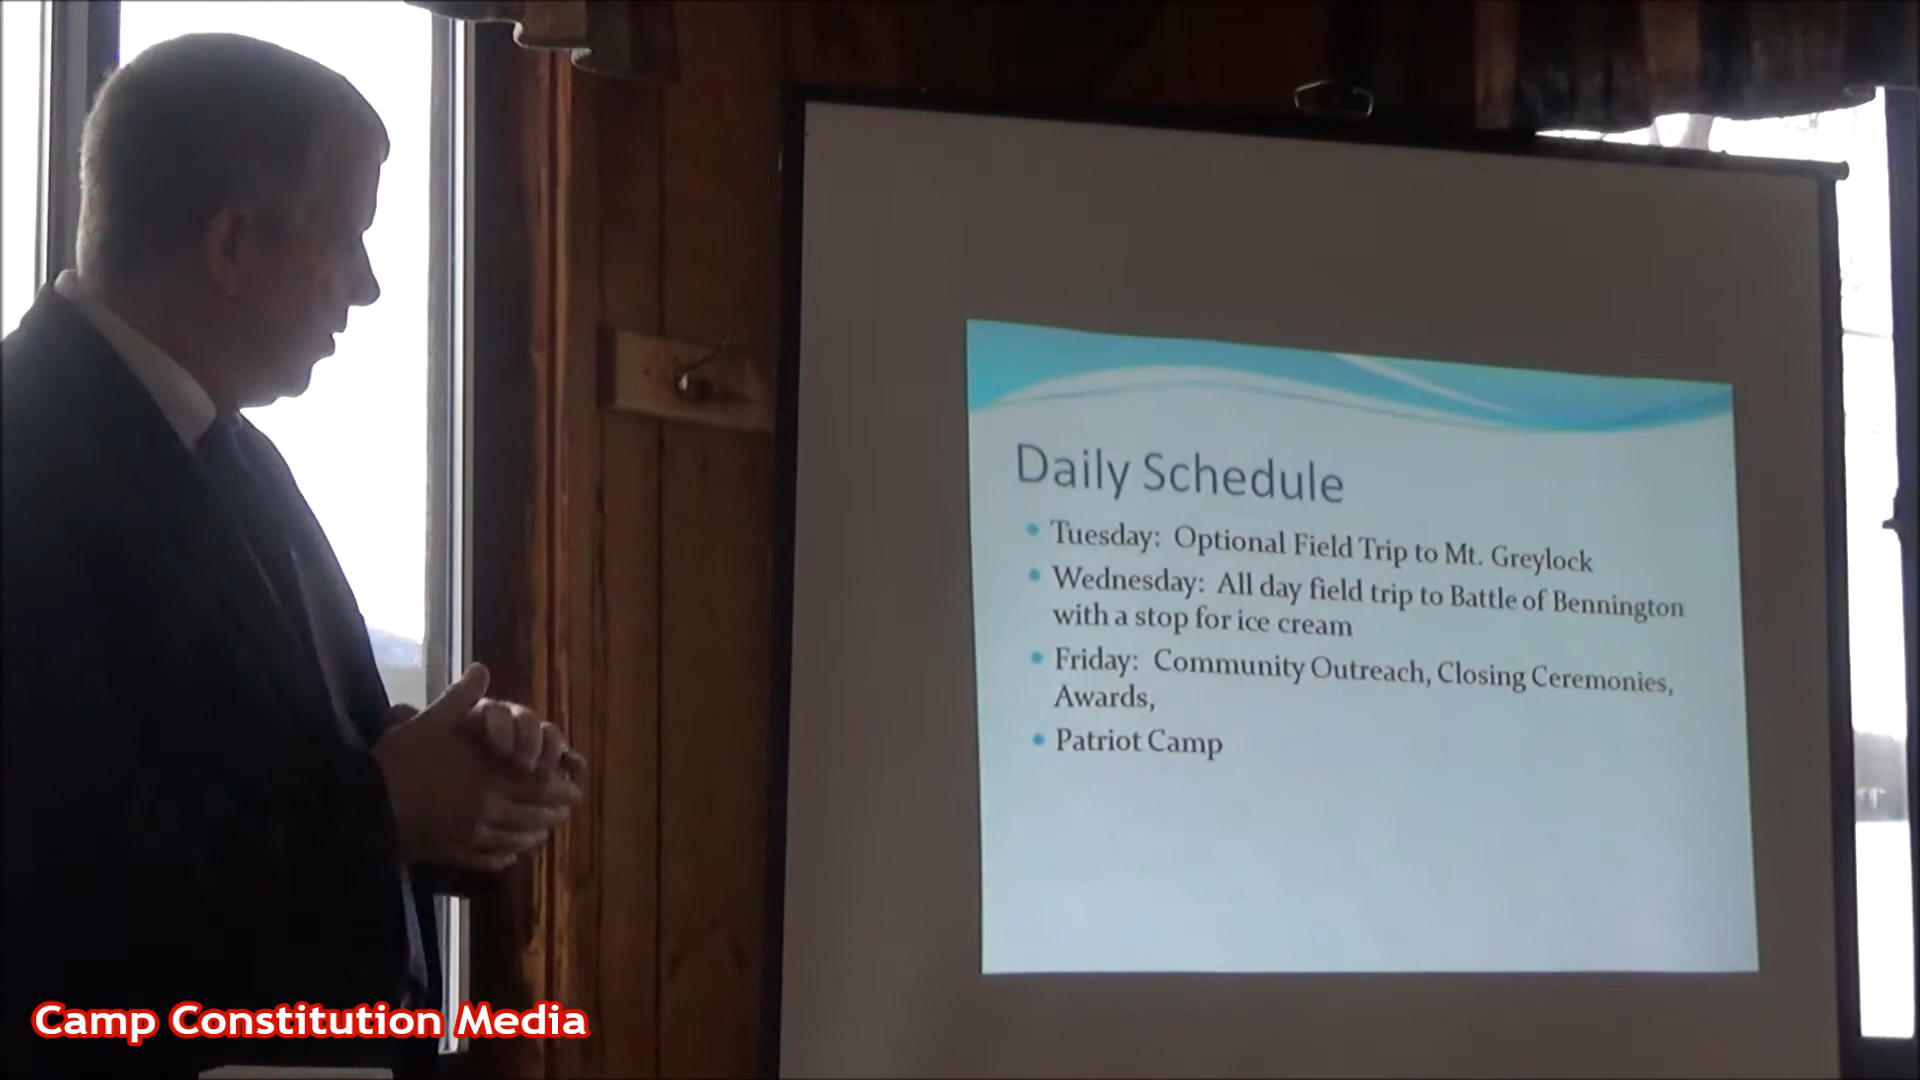 Daily Schedule
Tuesday: Optional Field Trip to Mt. Greylock
Wednesday: All day field trip to Battle of Bennington
with a stop for ice cream
Friday: Community Outreach, Closing Ceremonies,
Awards,
Patriot Camp
Camp Constitution Media